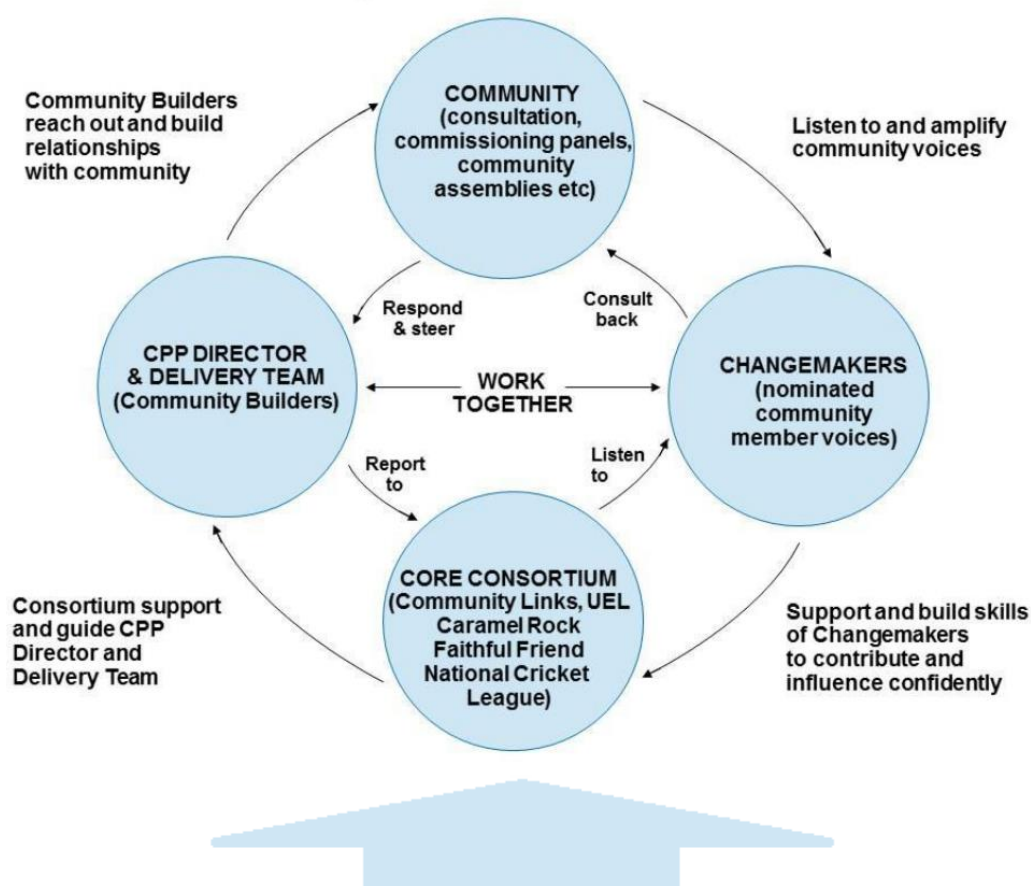 COMMUNITY
(consultation,
commissioning panels,
community
assemblies etc)
Community Builders
reach out and build
relationships
with community
Listen to and amplify
community voices
Respond
& steer
Consult
back
CPP DIRECTOR
& DELIVERY TEAM
(Community Builders)
WORK
TOGETHER
CHANGEMAKERS
(nominated
community
member voices)
Report
to
Listen
to
CORE CONSORTIUM
(Community Links, UEL
Caramel Rock
Faithful Friend
National Cricket
League)
Consortium support
and guide CPP
Director and
Delivery Team
Support and build skills
of Changemakers
to contribute and
influence confidently